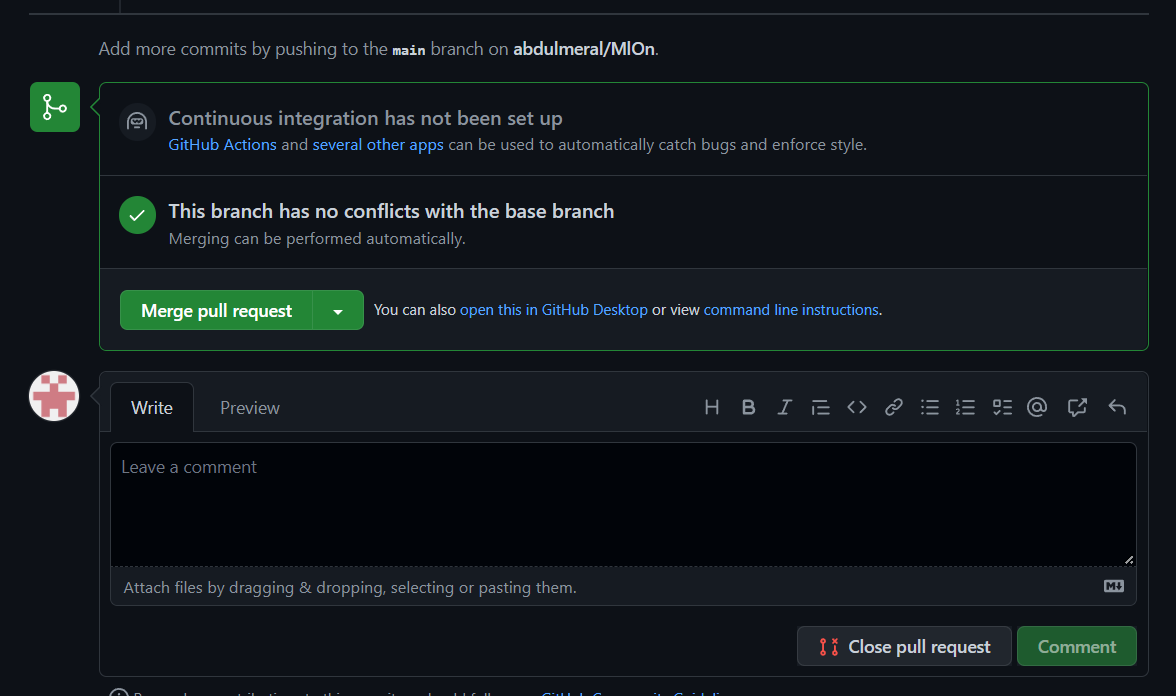 Add more commits by pushing to the main branch on abdulmeral/MlOn.
Continuous integration has not been set up
GitHub Actions and several other apps can be used to automatically catch bugs and enforce style.
This branch has no conflicts with the base branch
Merging can be performed automatically.
Merge pull request
You can also open this in GitHub Desktop or view command line instructions.
Write
Preview
Leave a comment
Attach files by dragging & dropping, selecting or pasting them.
Close pull request
Comment